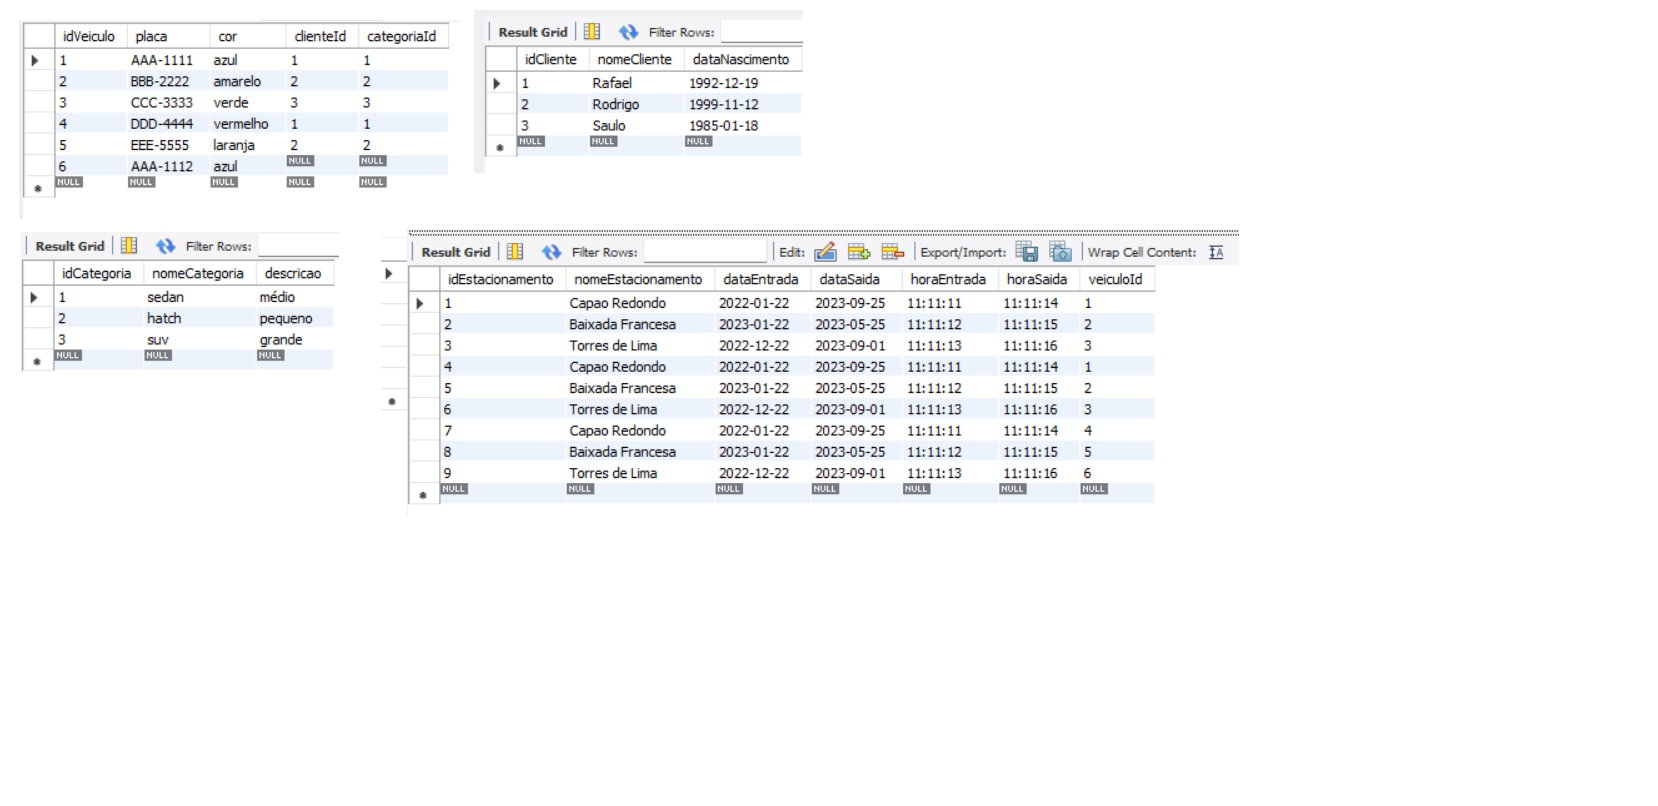 idVeiculo placa cor clienteId categoriaId
1 AAA-1111 azul 1 1
2 BBB-2222 amarelo 2 2
3 CCC-3333 verde 3 3
4 DDD-4444 vermelho 1 1
5 EEE-5555 laranja 2 2
6 AAA-1112 azul NULL NULL
NULL NULL NULL NULL NULL
Result Grid Filter Rows:
idCliente nomeCliente dataNascimento
1 Rafael 1992-12-19
2 Rodrigo 1999-11-12
3 Saulo 1985-01-18
NULL NULL NULL
Result Grid Filter Rows:
idCategoria nomeCategoria descricao
1 sedan médio
2 hatch pequeno
3 suv grande
NULL NULL NULL
Result Grid Filter Rows: Edit: Export/Import: Wrap Cell Content: IA
idEstacionamento nomeEstacionamento dataEntrada dataSaida horaEntrada horaSaida veiculoId
1 Capao Redondo 2022-01-22 2023-09-25 11:11:11 11:11:14 1
2 Baixada Francesa 2023-01-22 2023-05-25 11:11:12 11:11:15 2
3 Torres de Lima 2022-12-22 2023-09-01 11:11:13 11:11:16 3
4 Capao Redondo 2022-01-22 2023-09-25 11:11:11 11:11:14 1
5 Baixada Francesa 2023-01-22 2023-05-25 11:11:12 11:11:15 2
6 Torres de Lima 2022-12-22 2023-09-01 11:11:13 11:11:16 3
7 Capao Redondo 2022-01-22 2023-09-25 11:11:11 11:11:14 4
8 Baixada Francesa 2023-01-22 2023-05-25 11:11:12 11:11:15 5
9 Torres de Lima 2022-12-22 2023-09-01 11:11:13 11:11:16 6
NULL NULL NULL NULL NULL NULL NULL